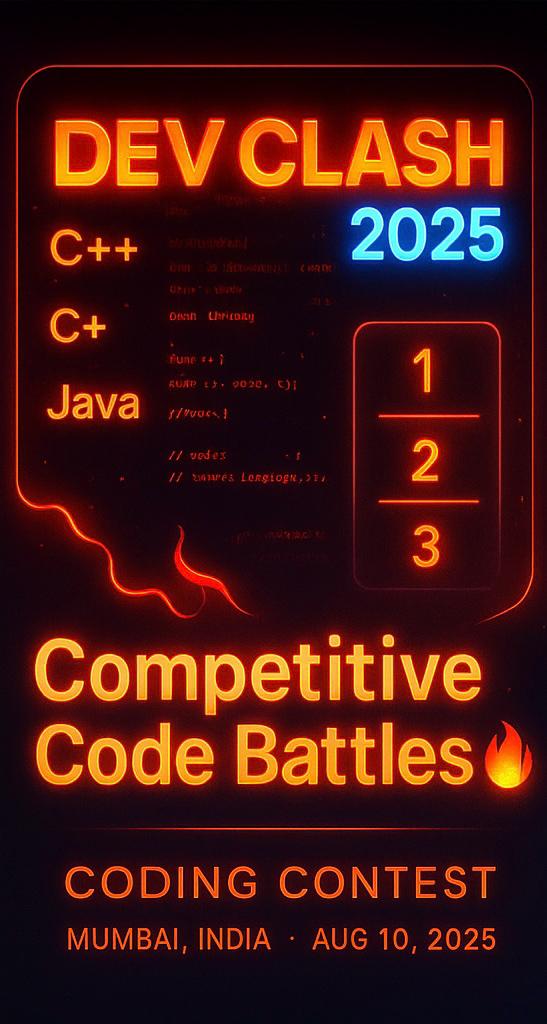 DEV CLASH
2025
C++
C+
Java
1
2
3
Competitive
Code Battles🔥
CODING CONTEST
MUMBAI, INDIA · AUG 10, 2025